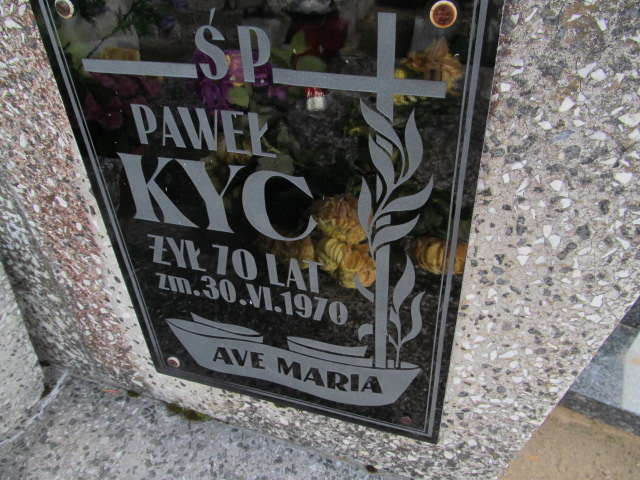 ŚP
PAWEŁ
KYC
ŻYŁ 70 LAT
zm. 30.VI.1970
AVE MARIA